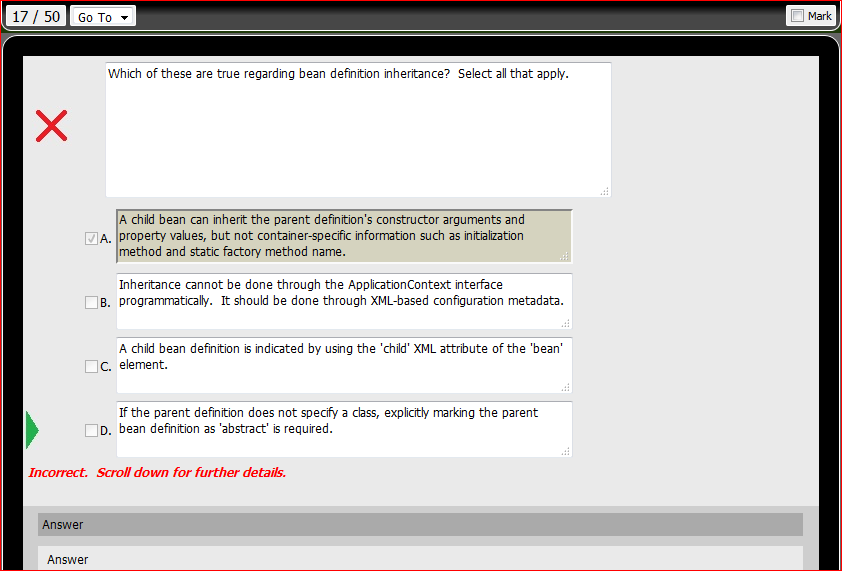 17 / 50 Go To Mark
Which of these are true regarding bean definition inheritance? Select all that apply.
A. A child bean can inherit the parent definition's constructor arguments and
property values, but not container-specific information such as initialization
method and static factory method name.
B. Inheritance cannot be done through the ApplicationContext interface
programmatically. It should be done through XML-based configuration metadata.
C. A child bean definition is indicated by using the 'child' XML attribute of the 'bean'
element.
D. If the parent definition does not specify a class, explicitly marking the parent
bean definition as 'abstract' is required.
Incorrect. Scroll down for further details.
Answer
Answer